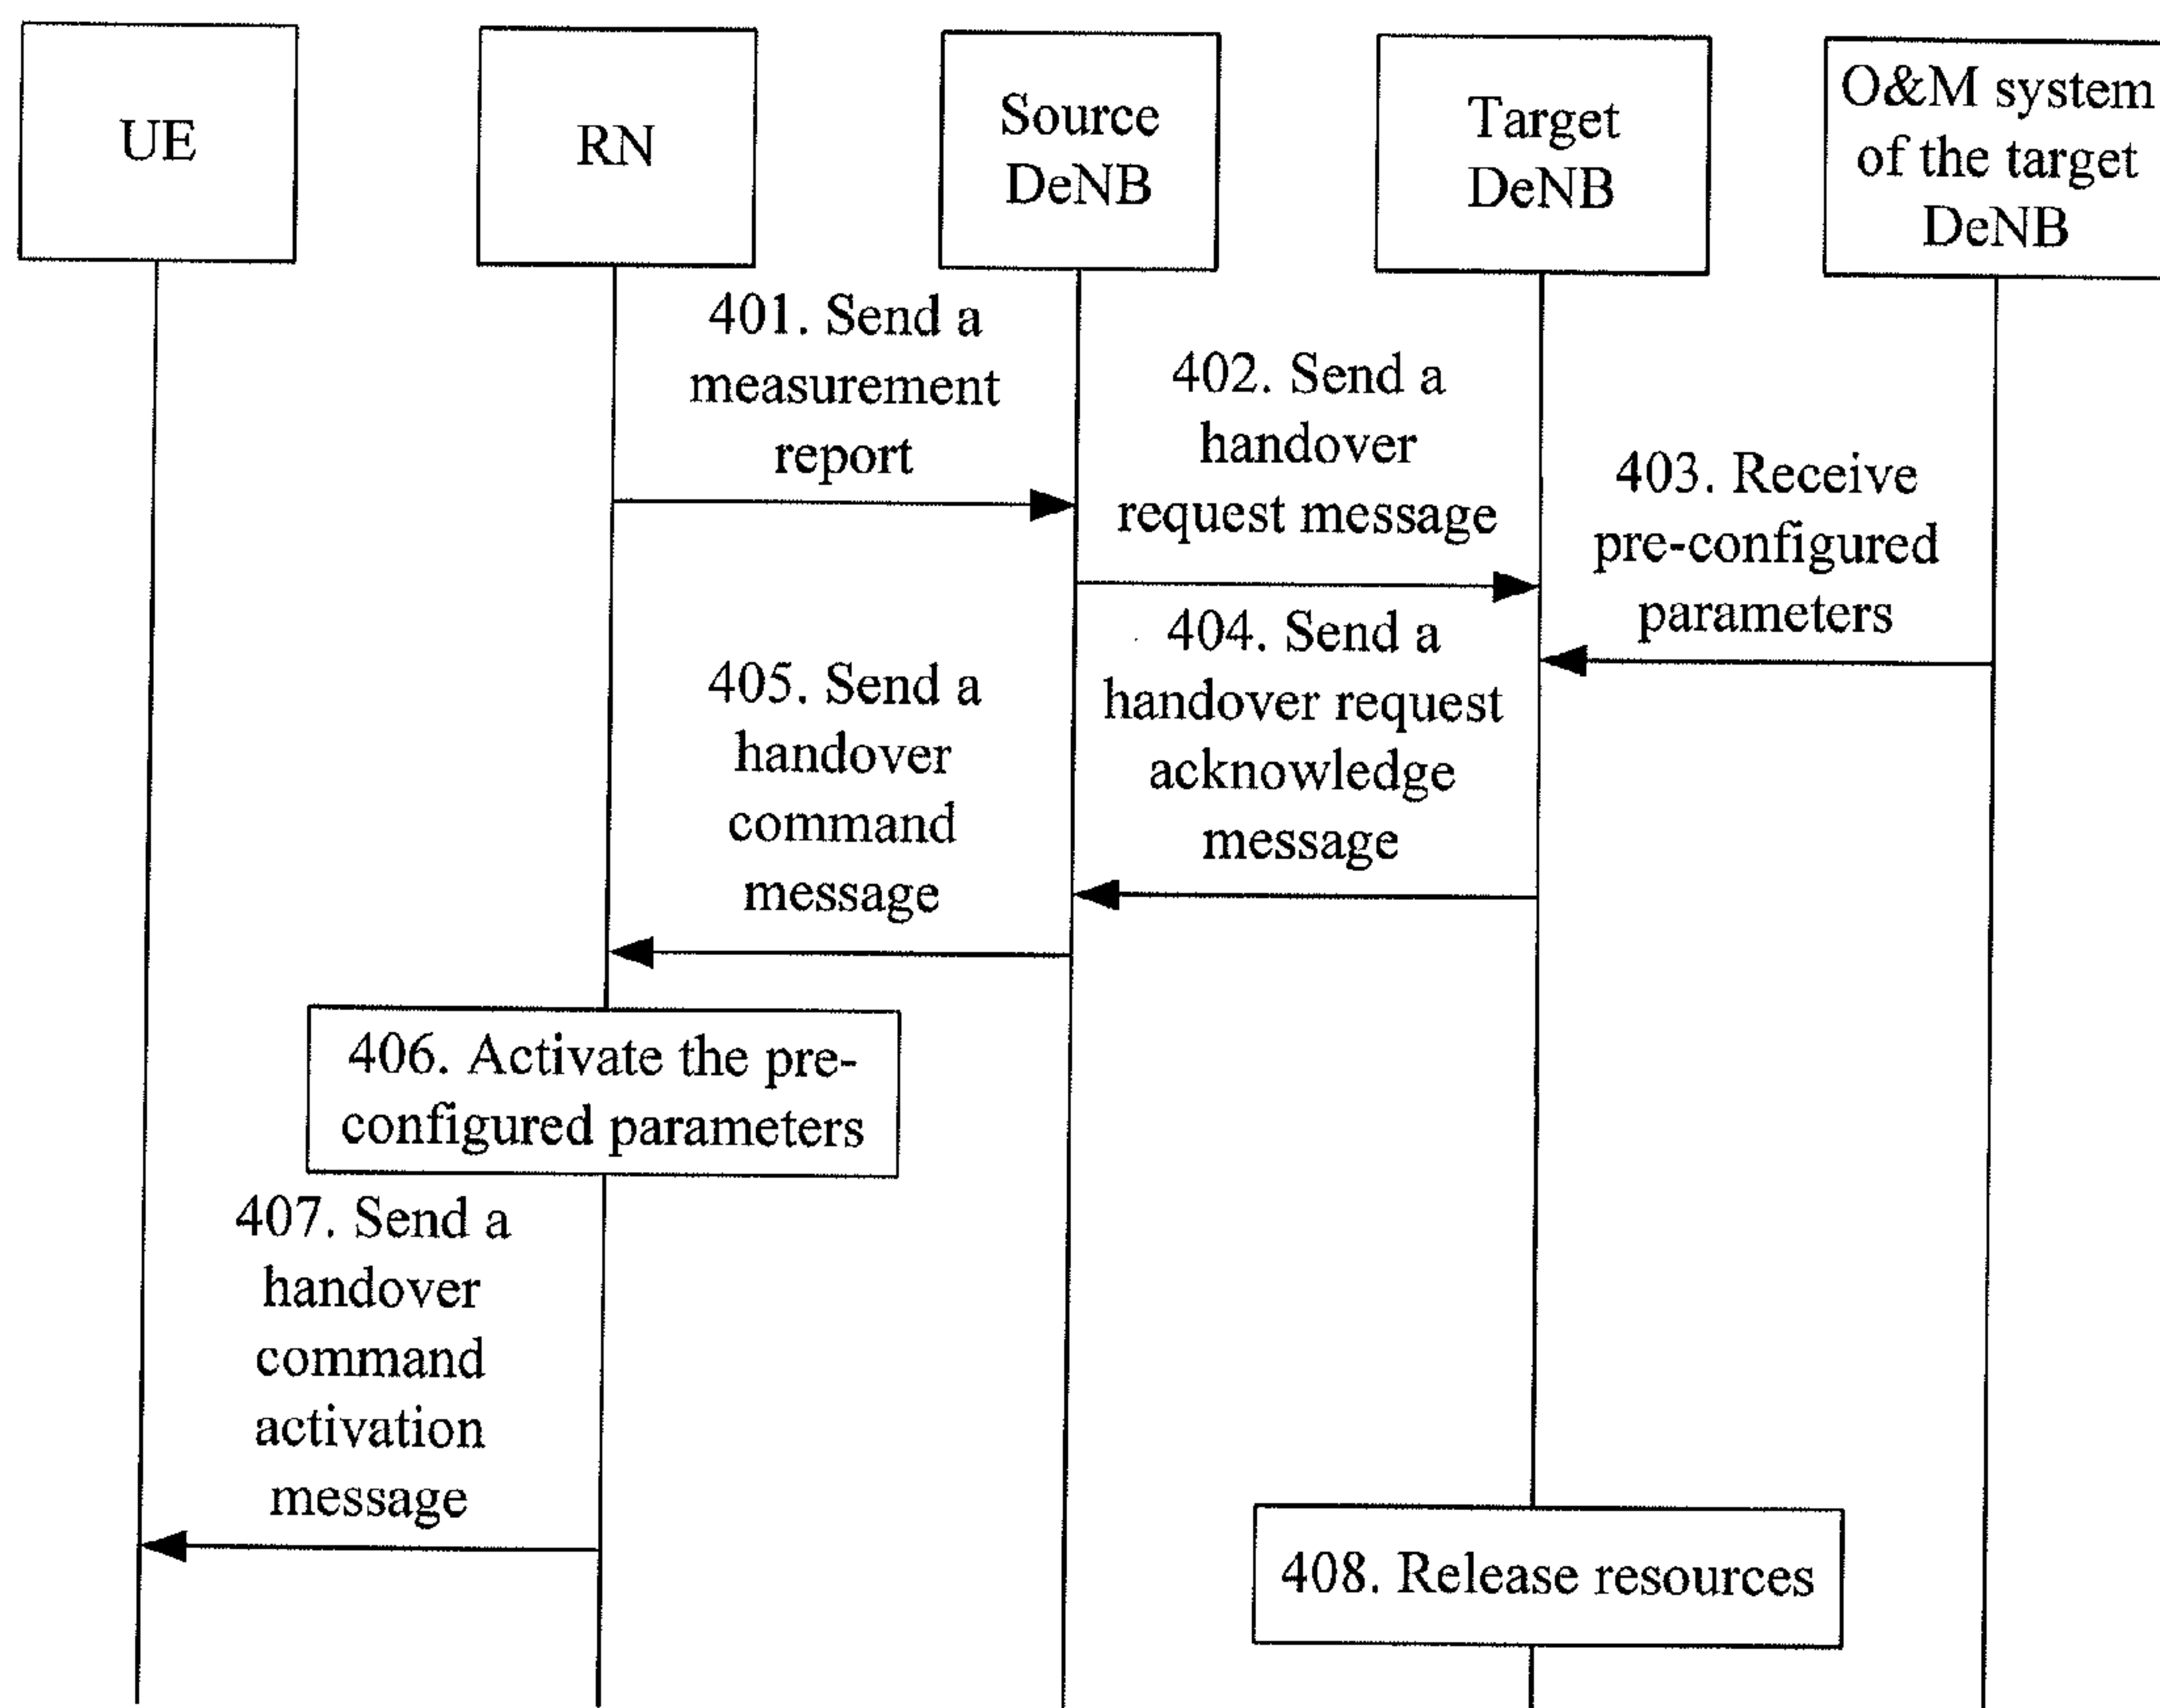 UE
RN
Source
DeNB
Target
DeNB
O&M system
of the target
DeNB
401. Send a
measurement
report
402. Send a
handover
request message
403. Receive
pre-configured
parameters
404. Send a
handover request
acknowledge
message
405. Send a
handover
command
message
406. Activate the pre-
configured parameters
407. Send a
handover
command
activation
message
408. Release resources